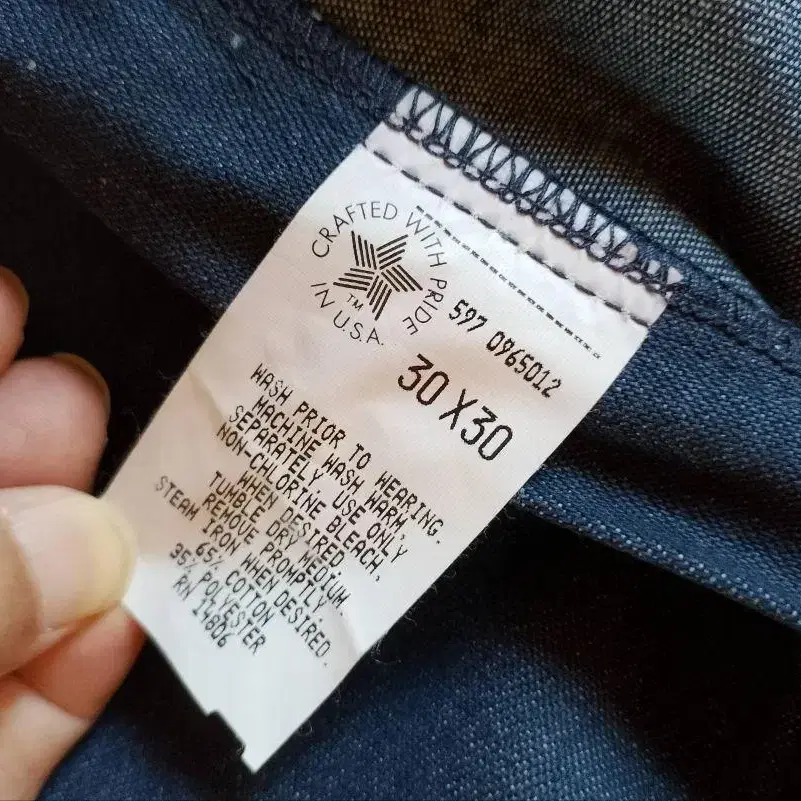 CRAFTED WITH PRIDE
IN U.S.A.
TM
597 0965012
30 X 30
WASH PRIOR TO WEARING.
MACHINE WASH WARM,
SEPARATELY. USE ONLY
NON-CHLORINE BLEACH,
WHEN DESIRED.
TUMBLE DRY MEDIUM.
REMOVE PROMPTLY.
STEAM IRON WHEN DESIRED.
65% COTTON
35% POLYESTER
RN 14806